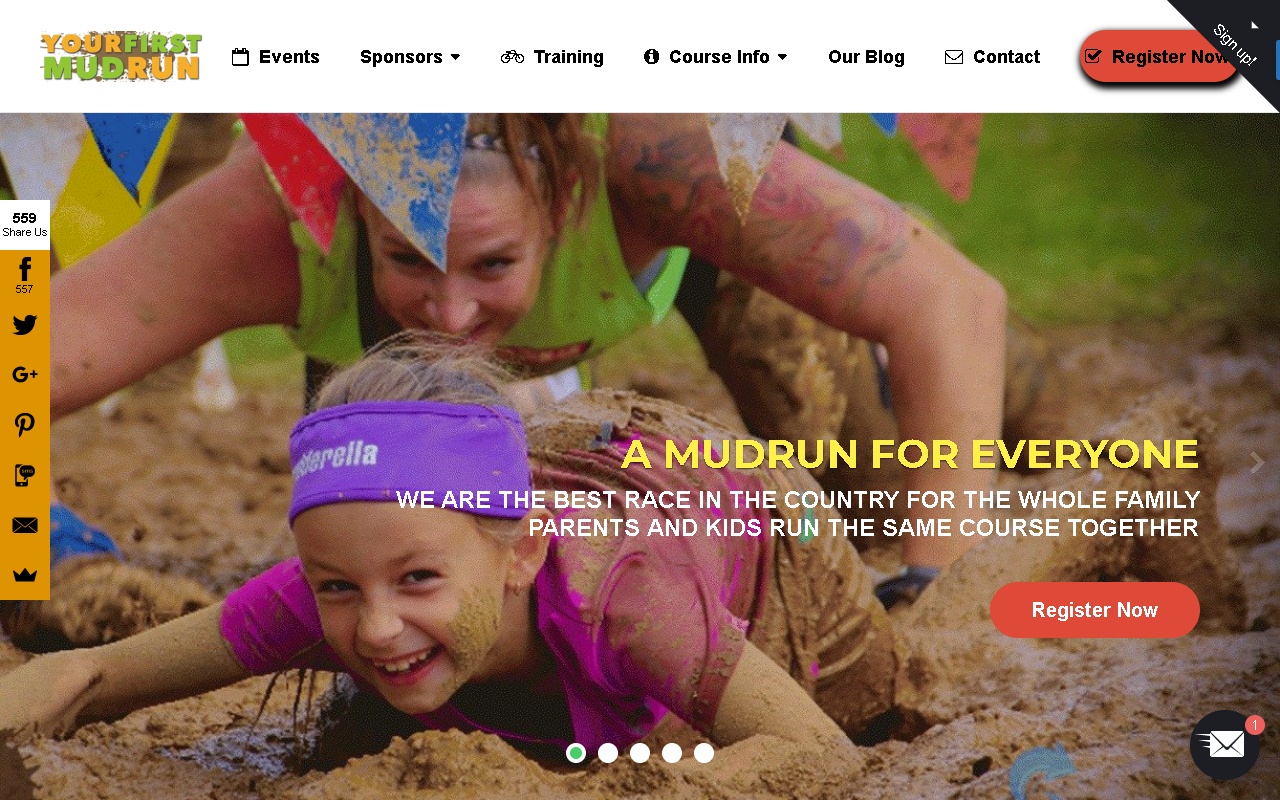 YOURFIRST
MUDRUN
Events
Sponsors
Training
Course Info
Our Blog
Contact
Register Now
Sign up!
559
Share Us
557
G+
SMS
A MUDRUN FOR EVERYONE
WE ARE THE BEST RACE IN THE COUNTRY FOR THE WHOLE FAMILY
PARENTS AND KIDS RUN THE SAME COURSE TOGETHER
Register Now
1